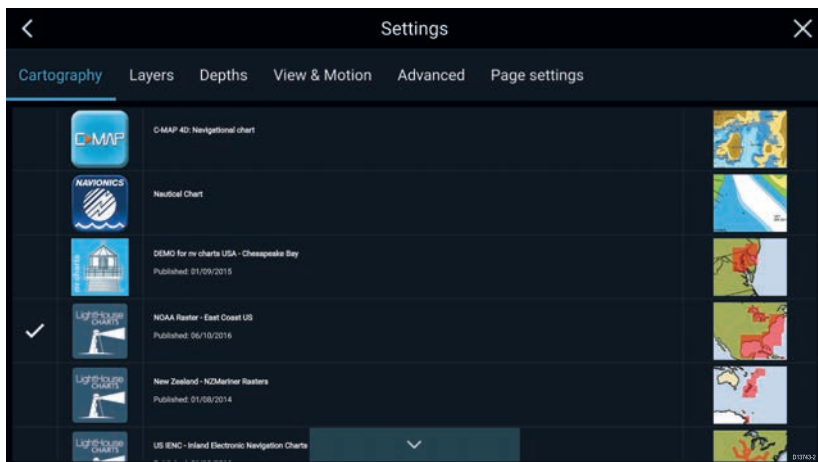 Settings
Cartography Layers Depths View & Motion Advanced Page settings
C-MAP
C-MAP 4D: Navigational chart
NAVIONICS
Nautical Chart
nv charts
DEMO for nv charts USA - Chesapeake Bay
Published: 01/09/2015
LightHouse
CHARTS
NOAA Raster - East Coast US
Published: 06/10/2016
LightHouse
CHARTS
New Zealand - NZMariner Rasters
Published: 01/08/2014
LightHouse
CHARTS
US IENC - Inland Electronic Navigation Charts
D13743-2